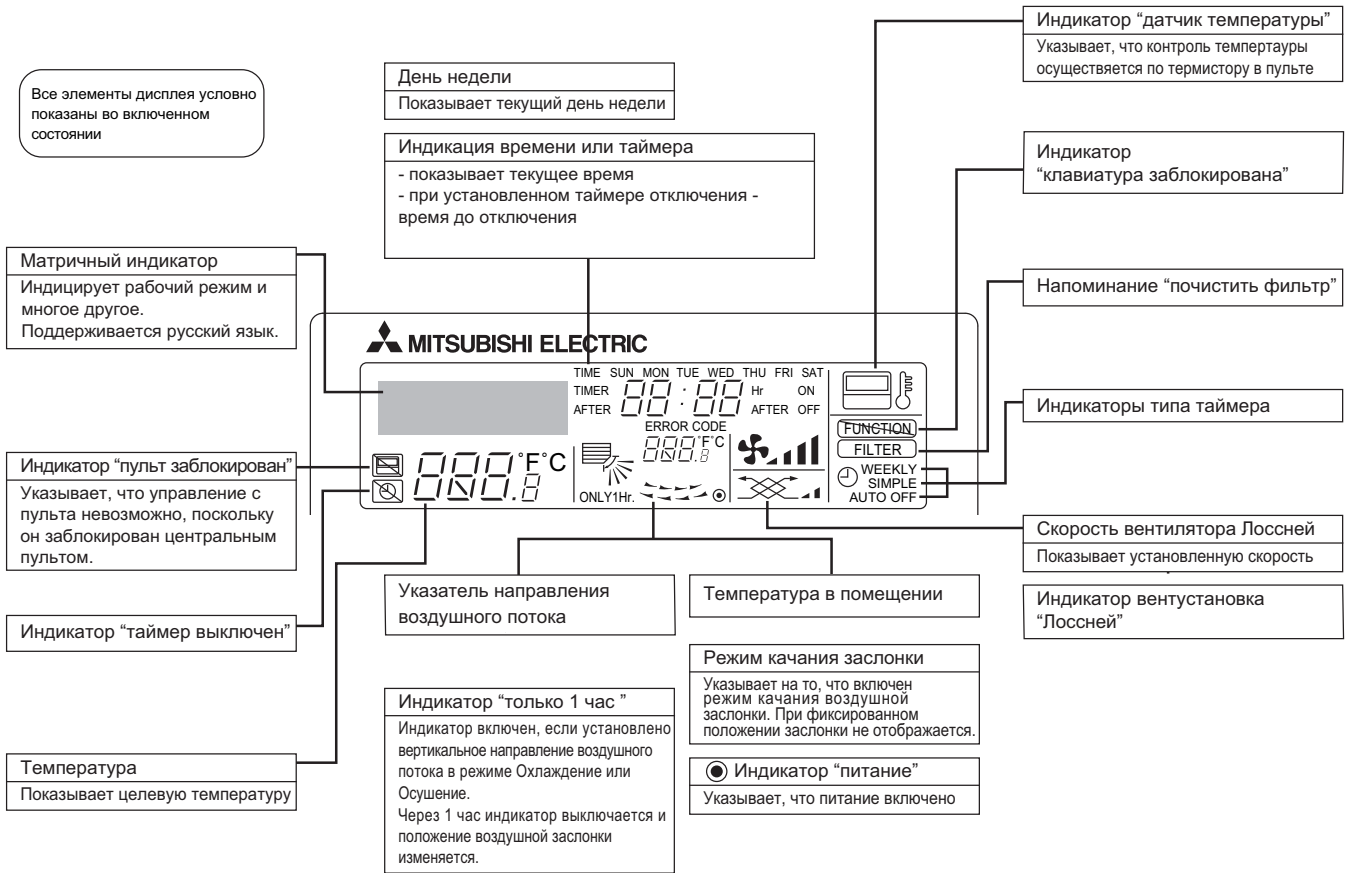 Все элементы дисплея условно
показаны во включенном
состоянии
День недели
Показывает текущий день недели
Индикация времени или таймера
- показывает текущее время
- при установленном таймере отключения -
время до отключения
Индикатор “датчик температуры”
Указывает, что контроль темпертауры
осуществяется по термистору в пульте
Индикатор
“клавиатура заблокирована”
Напоминание “почистить фильтр”
Индикаторы типа таймера
Матричный индикатор
Индицирует рабочий режим и
многое другое.
Поддерживается русский язык.
Индикатор “пульт заблокирован”
Указывает, что управление с
пульта невозможно, поскольку
он заблокирован центральным
пультом.
Индикатор “таймер выключен”
Температура
Показывает целевую температуру
MITSUBISHI ELECTRIC
TIME SUN MON TUE WED THU FRI SAT
TIMER 88:88 Hr ON
AFTER AFTER OFF
ERROR CODE
888.8 °F°C
888.8 °F°C
ONLY1Hr.
FUNCTION
FILTER
WEEKLY
SIMPLE
AUTO OFF
Указатель направления
воздушного потока
Температура в помещении
Скорость вентилятора Лоссней
Показывает установленную скорость
Индикатор вентустановка
“Лоссней”
Индикатор “только 1 час ”
Индикатор включен, если установлено
вертикальное направление воздушного
потока в режиме Охлаждение или
Осушение.
Через 1 час индикатор выключается и
положение воздушной заслонки
изменяется.
Режим качания заслонки
Указывает на то, что включен
режим качания воздушной
заслонки. При фиксированном
положении заслонки не отображается.
Индикатор “питание”
Указывает, что питание включено